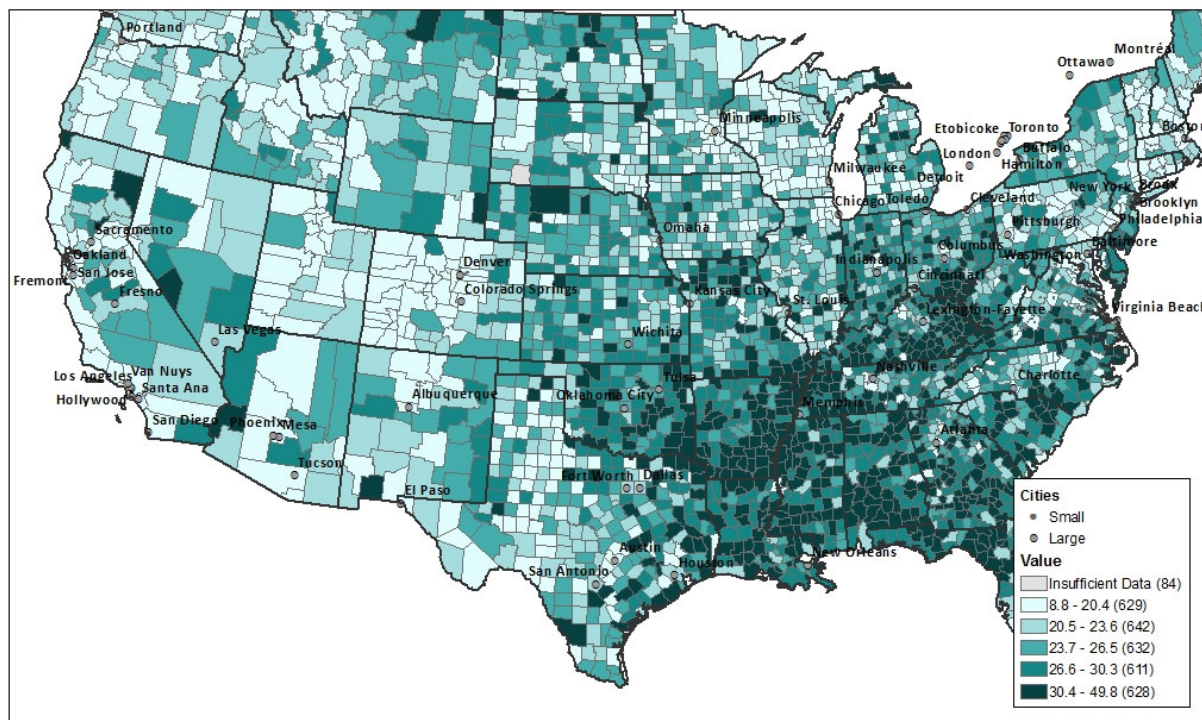 Portland
Montréal
Ottawa
Minneapolis
Etobicoke
Toronto
Boston
Buffalo
London
Hamilton
Milwaukee
Detroit
New York
Bronx
Chicago
Toledo
Cleveland
Brooklyn
Sacramento
Omaha
Pittsburgh
Philadelphia
Oakland
Columbus
Baltimore
Indianapolis
Washington
Fremont
San Jose
Denver
Cincinnati
Fresno
Colorado Springs
Kansas City
St. Louis
Virginia Beach
Lexington-Fayette
Las Vegas
Wichita
Nashville
Van Nuys
Los Angeles
Tulsa
Charlotte
Santa Ana
Albuquerque
Oklahoma City
Hollywood
Memphis
San Diego
Phoenix
Mesa
Atlanta
Tucson
Fort Worth
Dallas
El Paso
Austin
New Orleans
San Antonio
Houston
Cities
Small
Large
Value
Insufficient Data (84)
8.8 - 20.4 (629)
20.5 - 23.6 (642)
23.7 - 26.5 (632)
26.6 - 30.3 (611)
30.4 - 49.8 (628)